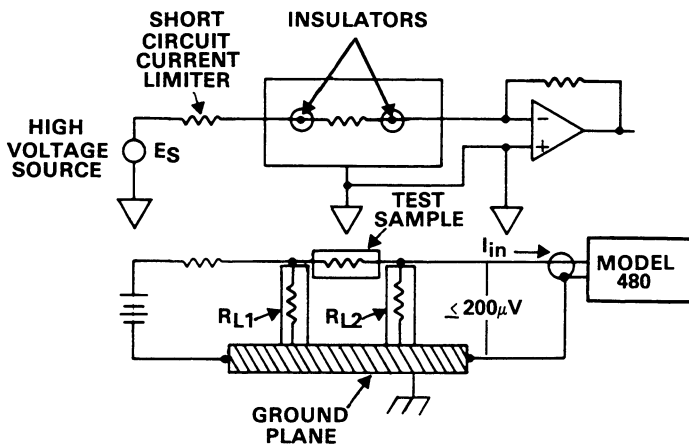 SHORT
CIRCUIT
CURRENT
LIMITER
INSULATORS
HIGH
VOLTAGE
SOURCE
ES
−
+
TEST
SAMPLE
Iin
MODEL
480
RL1
RL2
≤200µV
GROUND
PLANE